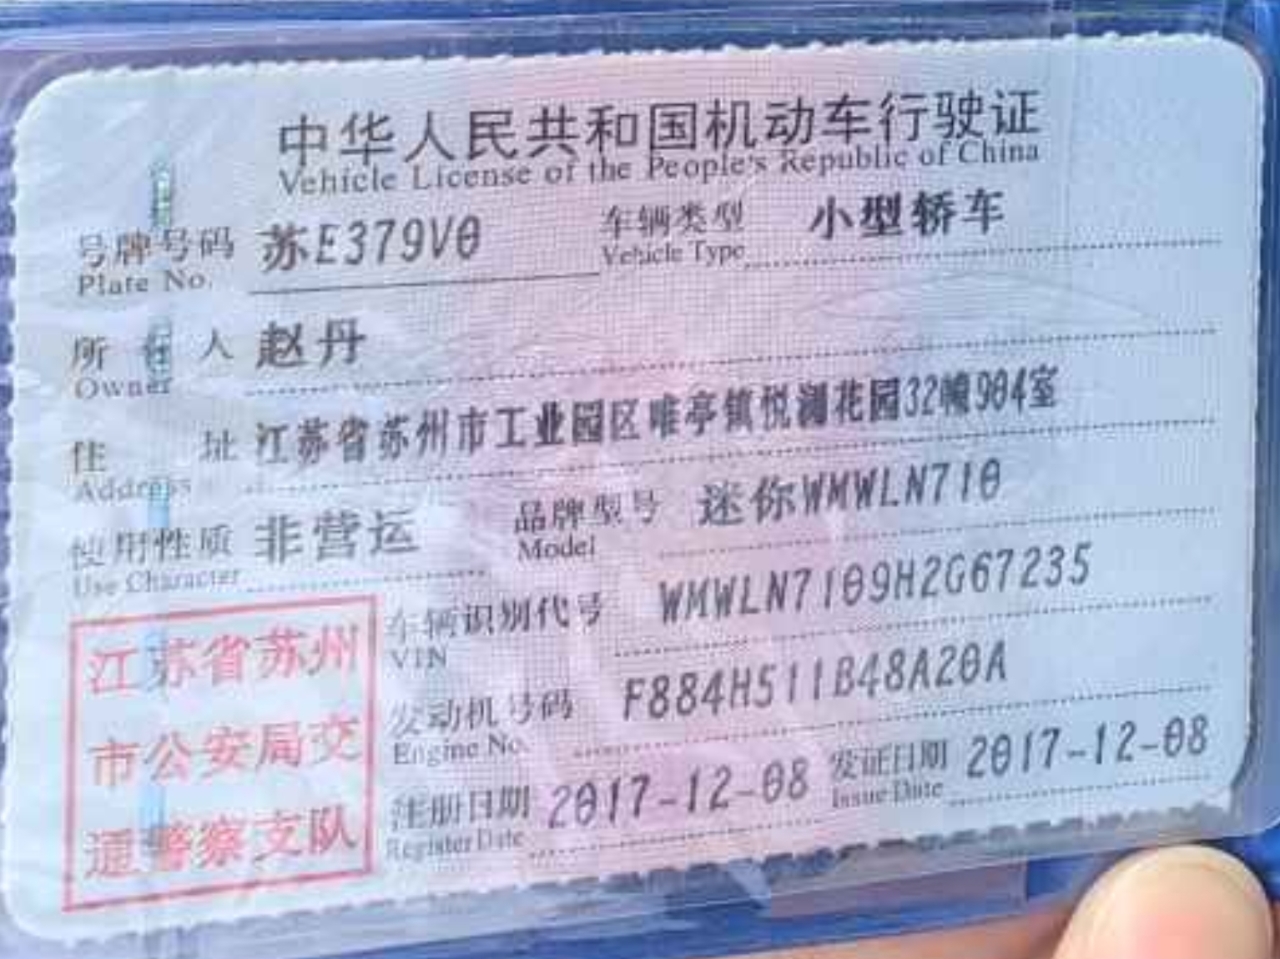 中华人民共和国机动车行驶证
Vehicle License of the People's Republic of China
号牌号码 苏E379V0 车辆类型 小型轿车
Plate No. Vehicle Type
所有人 赵丹
Owner
住址 江苏省苏州市工业园区唯亭镇悦澜花园32幢904室
Address
使用性质 非营运 品牌型号 迷你WMWLN710
Use Character Model
车辆识别代号 WMWLN7109H2G67235
VIN
发动机号码 F884H511B48A20A
Engine No.
注册日期 2017-12-08 发证日期 2017-12-08
Register Date Issue Date
江苏省苏州
市公安局交
通警察支队